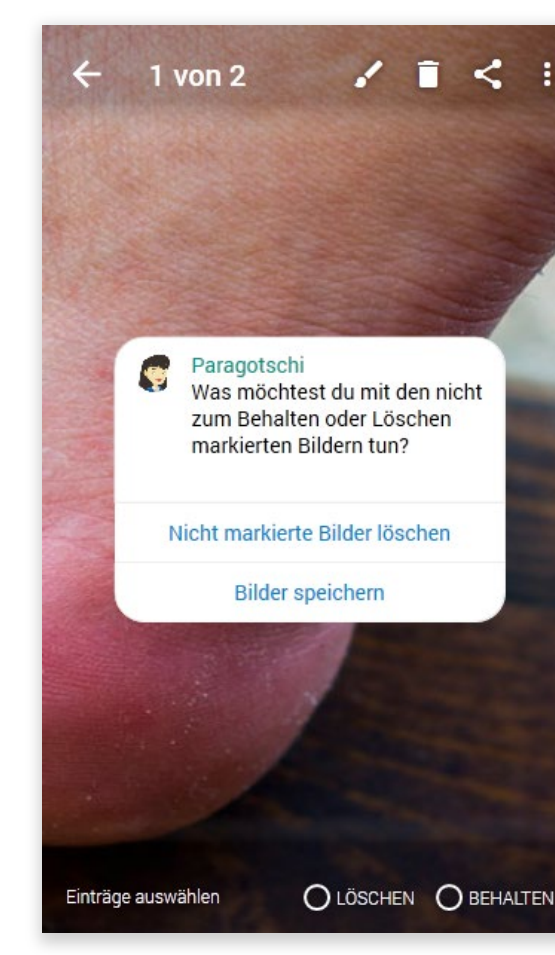 1 von 2
Paragotschi
Was möchtest du mit den nicht
zum Behalten oder Löschen
markierten Bildern tun?
Nicht markierte Bilder löschen
Bilder speichern
Einträge auswählen LÖSCHEN BEHALTEN